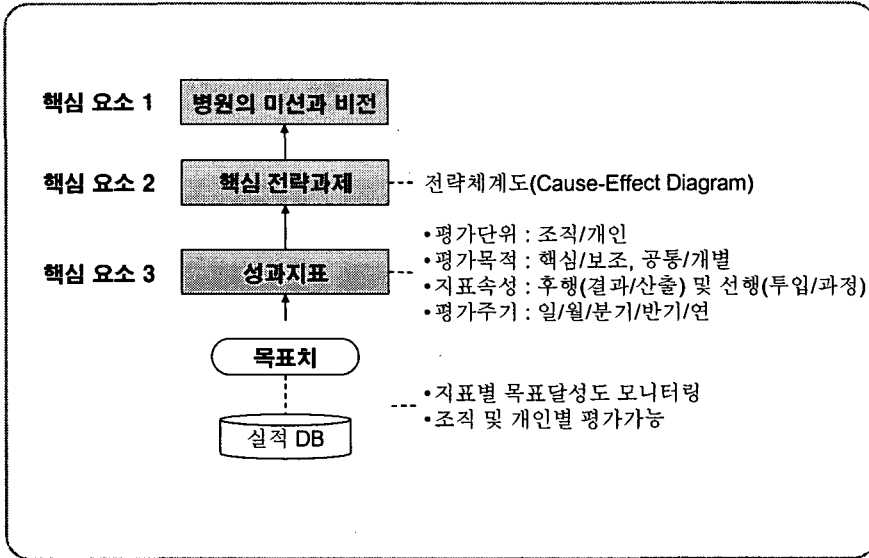 핵심 요소 1 병원의 미션과 비전
핵심 요소 2 핵심 전략과제 전략체계도(Cause-Effect Diagram)
•평가단위 : 조직/개인
•평가목적 : 핵심/보조, 공통/개별
핵심 요소 3 성과지표
•지표속성 : 후행(결과/산출) 및 선행(투입/과정)
•평가주기 : 일/월/분기/반기/연
목표치
•지표별 목표달성도 모니터링
•조직 및 개인별 평가가능
실적 DB